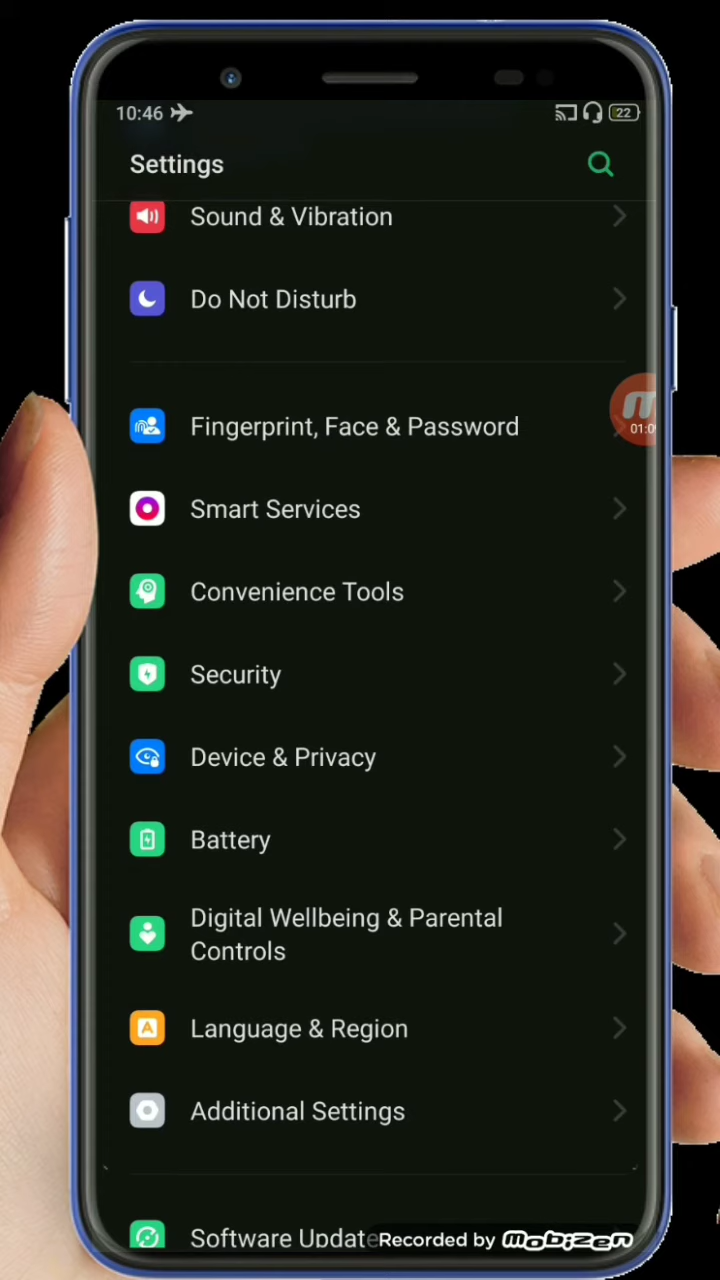 10:46
22
Settings
Sound & Vibration
Do Not Disturb
Fingerprint, Face & Password
01:0
Smart Services
Convenience Tools
Security
Device & Privacy
Battery
Digital Wellbeing & Parental
Controls
Language & Region
Additional Settings
Software Update
Recorded by mobizen